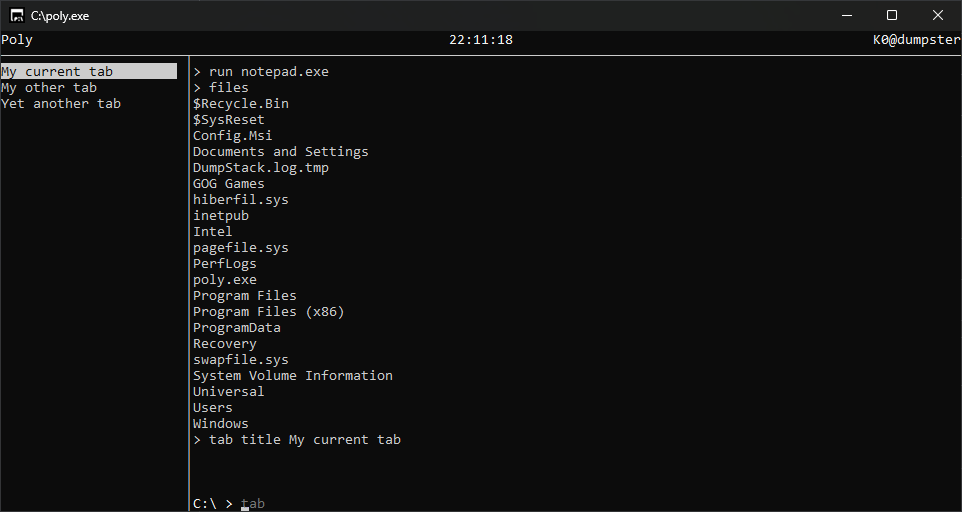 C:\poly.exe
Poly 22:11:18 K0@dumpster
My current tab
My other tab
Yet another tab
> run notepad.exe
> files
$Recycle.Bin
$SysReset
Config.Msi
Documents and Settings
DumpStack.log.tmp
GOG Games
hiberfil.sys
inetpub
Intel
pagefile.sys
PerfLogs
poly.exe
Program Files
Program Files (x86)
ProgramData
Recovery
swapfile.sys
System Volume Information
Universal
Users
Windows
> tab title My current tab
C:\ > tab